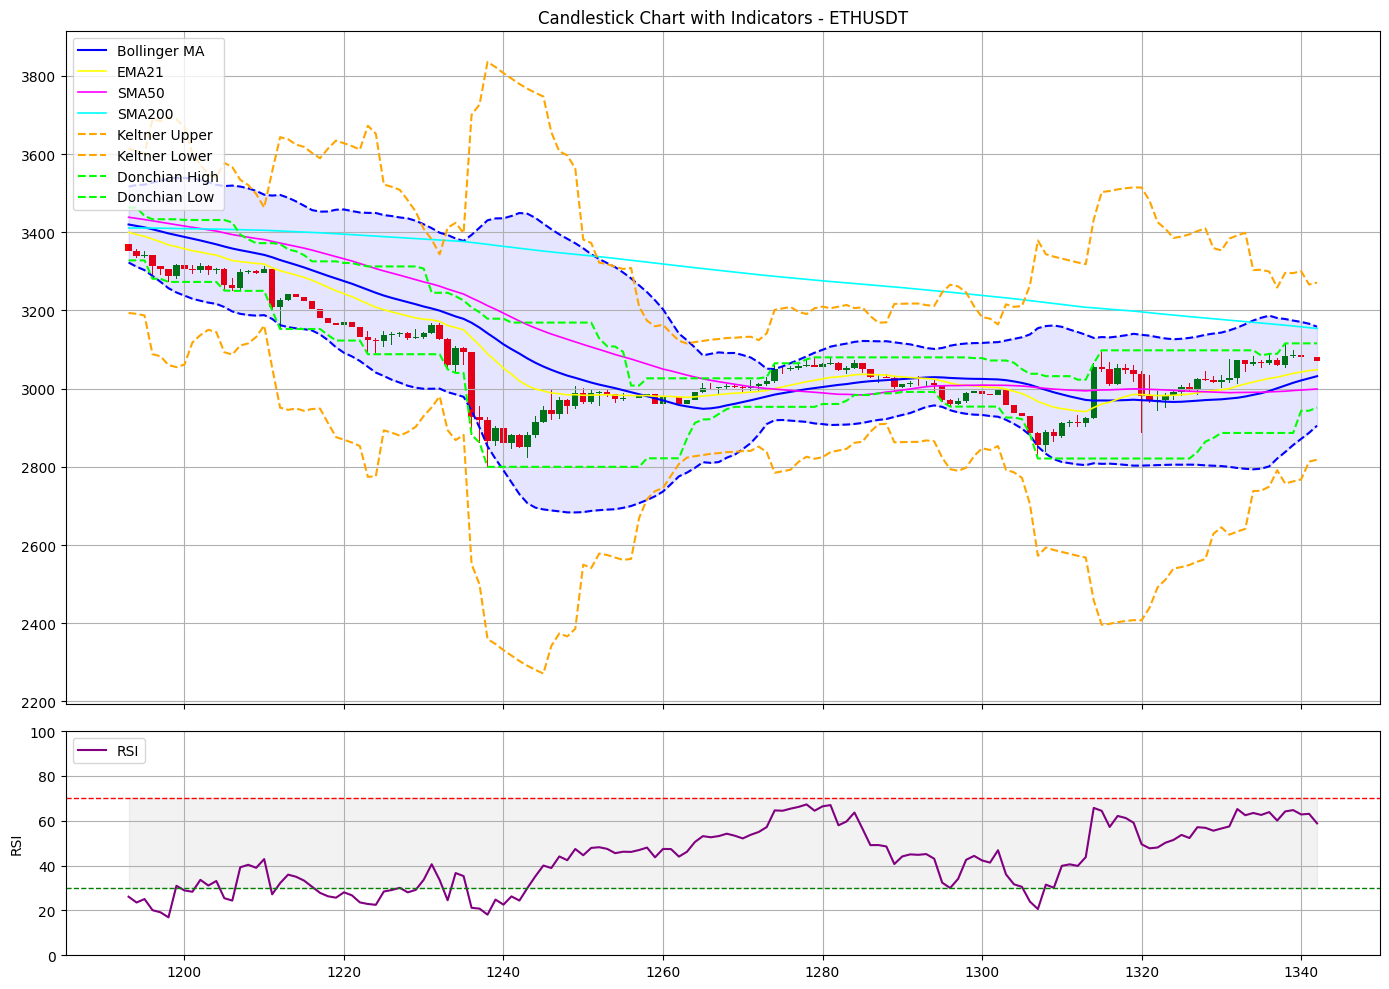 Candlestick Chart with Indicators - ETHUSDT
Bollinger MA
EMA21
SMA50
SMA200
Keltner Upper
Keltner Lower
Donchian High
Donchian Low
3800
3600
3400
3200
3000
2800
2600
2400
2200
RSI
100
80
60
40
20
0
RSI
1200
1220
1240
1260
1280
1300
1320
1340